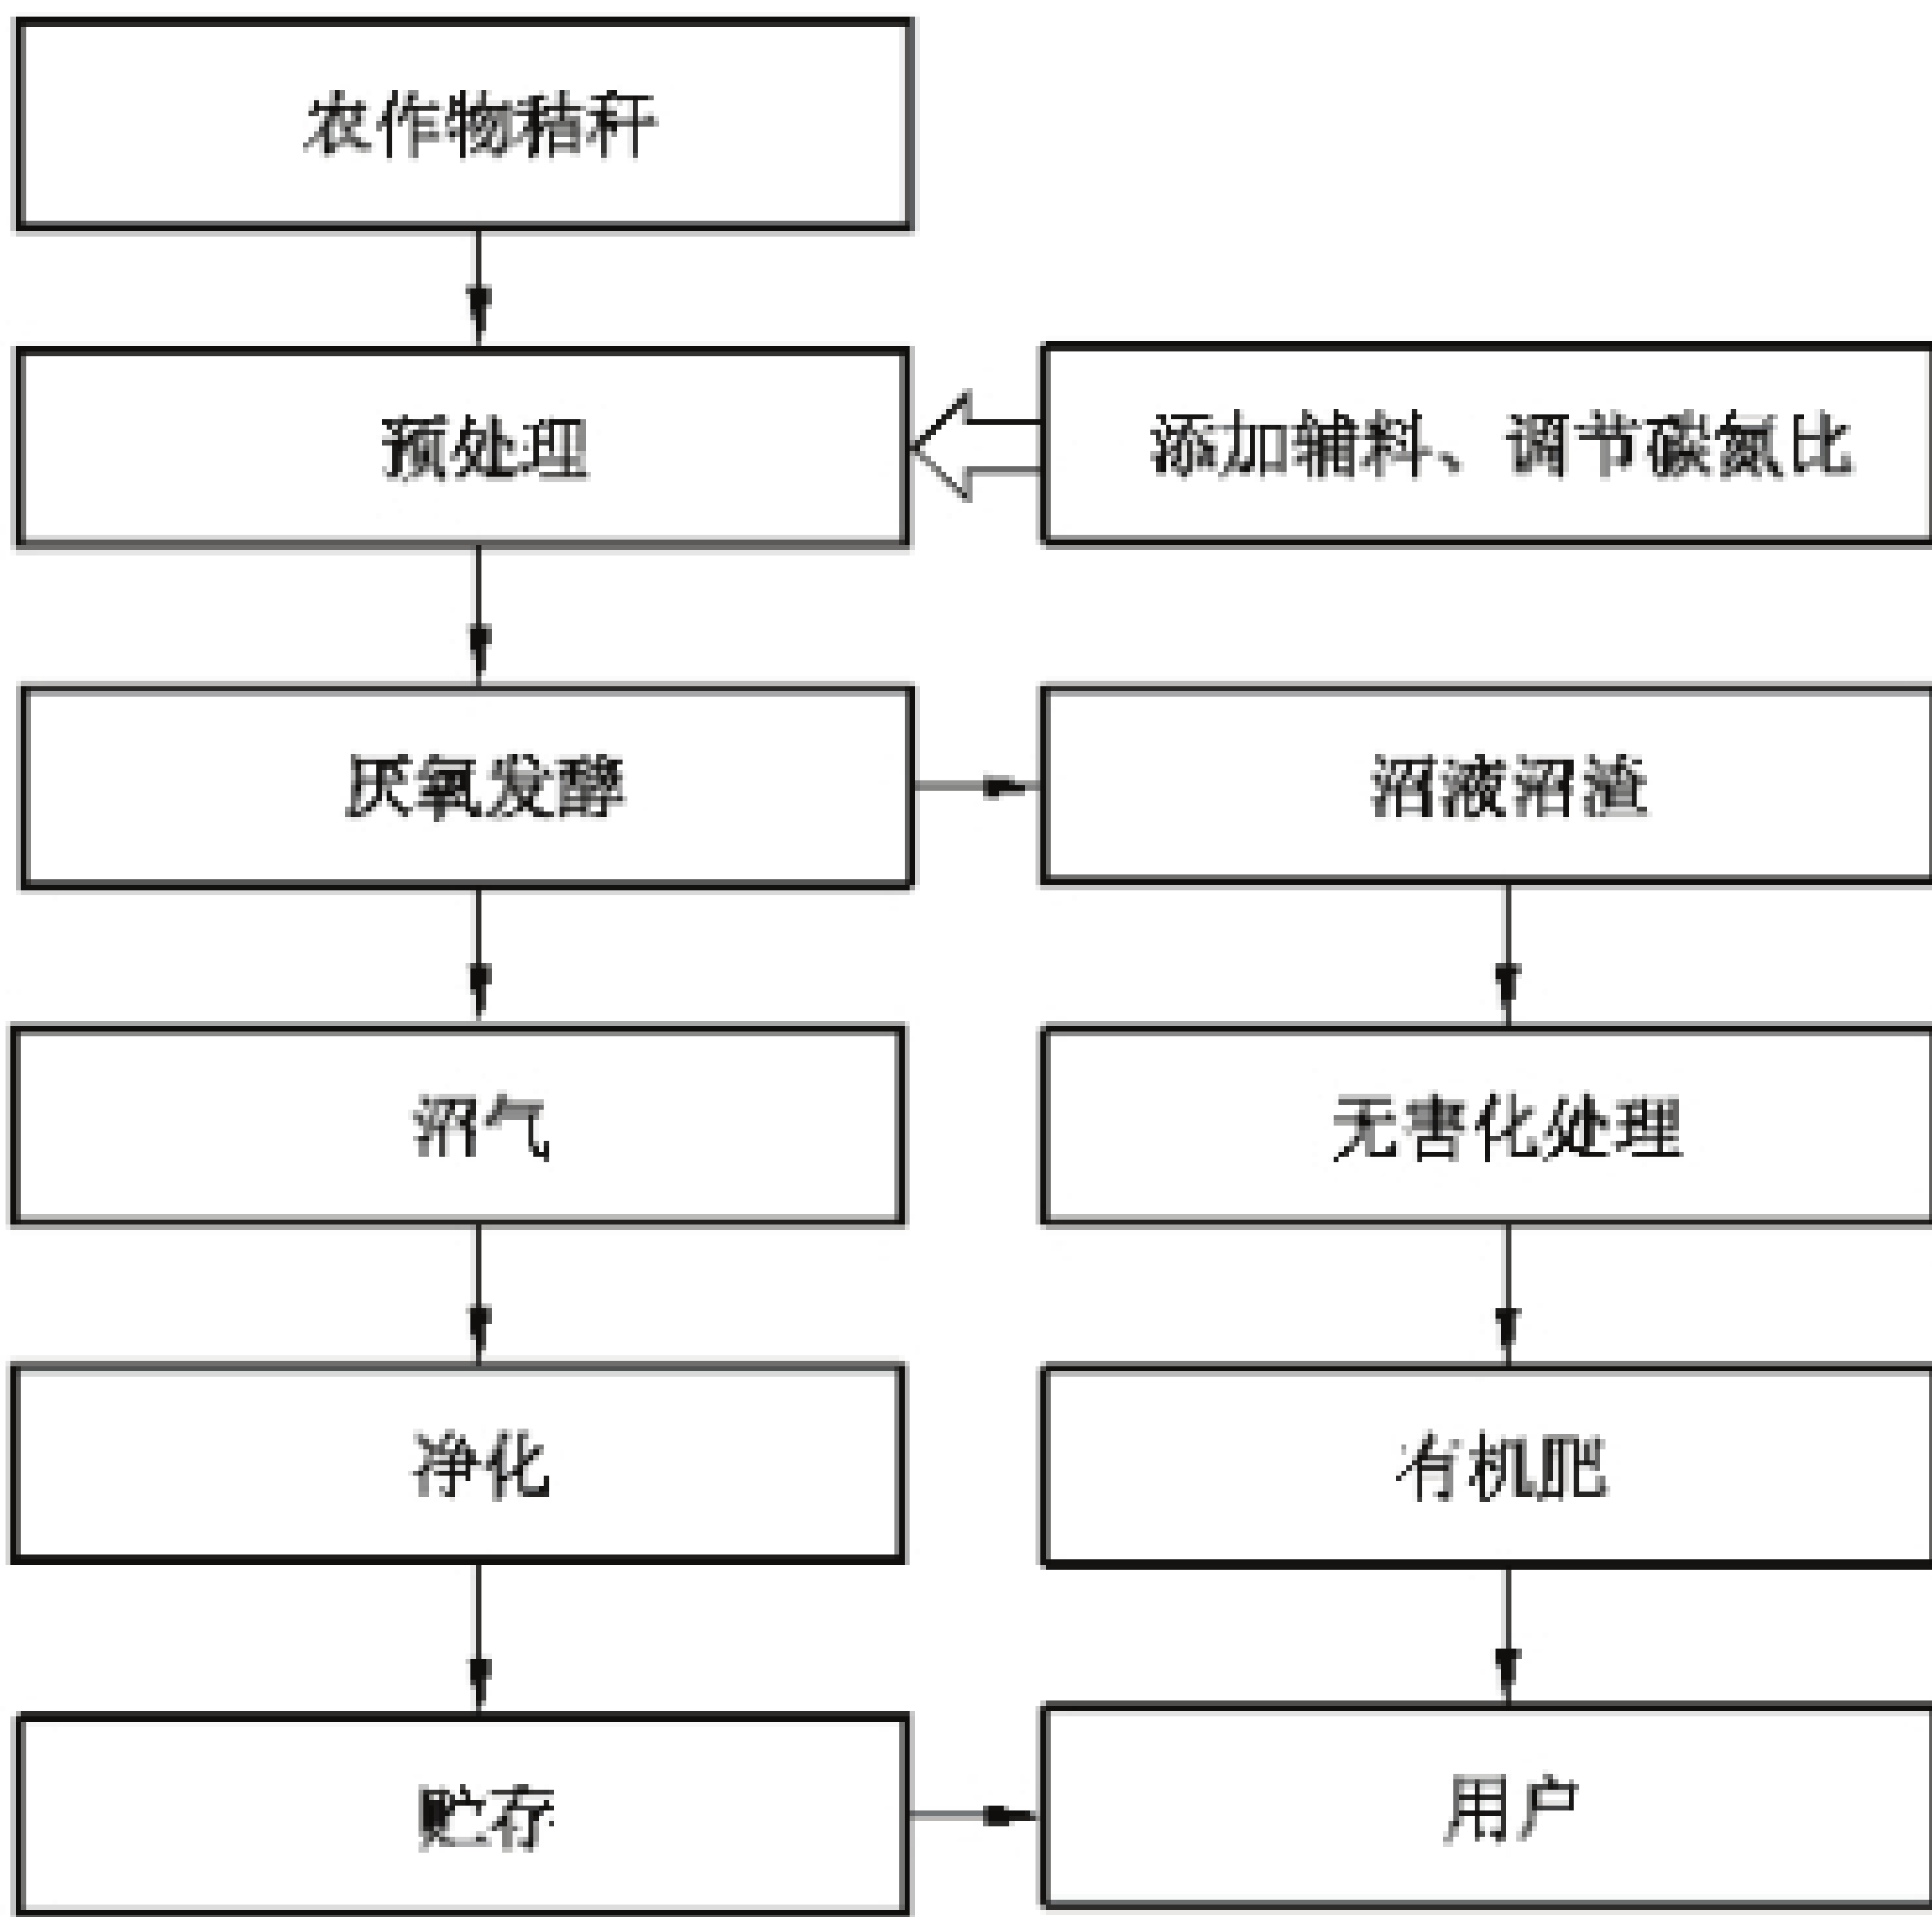 农作物秸秆
预处理
添加辅料、调节碳氮比
厌氧发酵
沼液沼渣
沼气
无害化处理
净化
有机肥
贮存
用户